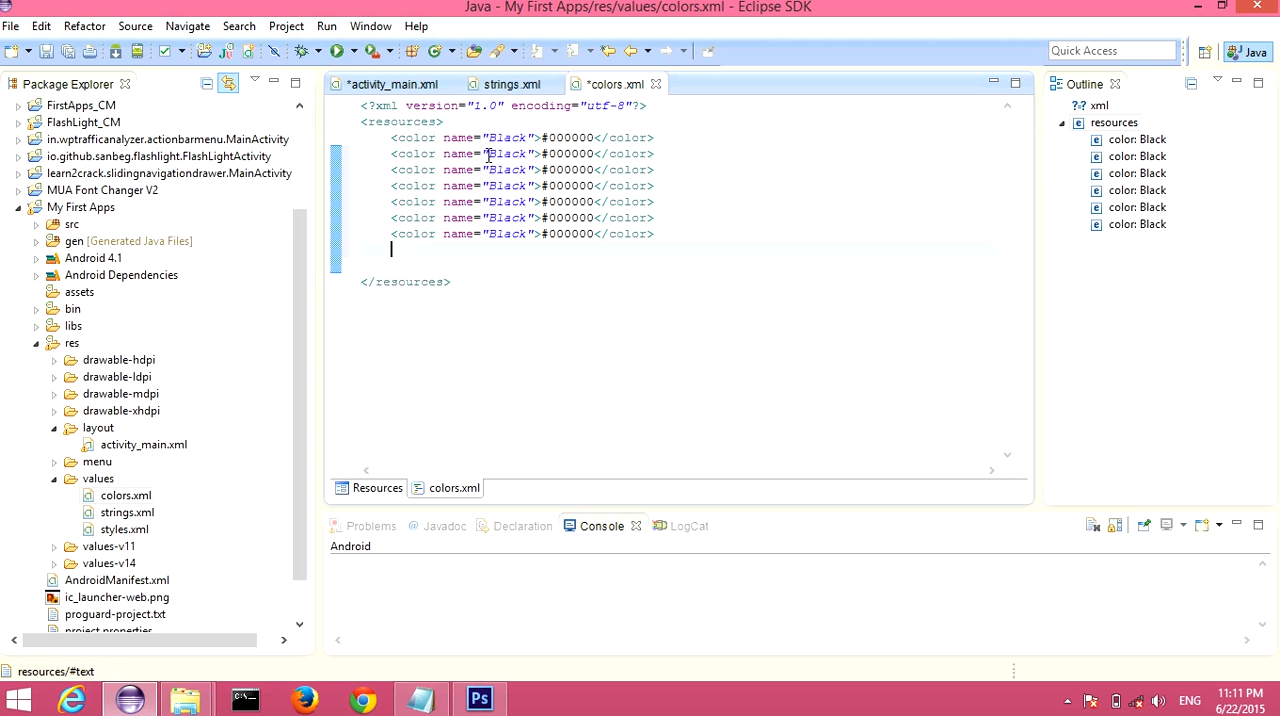 Java - My First Apps/res/values/colors.xml - Eclipse SDK
File Edit Refactor Source Navigate Search Project Run Resources Window Help
Quick Access
Java
Package Explorer
*activity_main.xml
strings.xml
*colors.xml
Outline
FirstApps_CM
FlashLight_CM
in.wptrafficanalyzer.actionbarmenu.MainActivity
io.github.sanbeg.flashlight.FlashLightActivity
learn2crack.slidingnavigationdrawer.MainActivity
MUA Font Changer V2
My First Apps
src
gen [Generated Java Files]
Android 4.1
Android Dependencies
assets
bin
libs
res
drawable-hdpi
drawable-ldpi
drawable-mdpi
drawable-xhdpi
layout
activity_main.xml
menu
values
colors.xml
strings.xml
styles.xml
values-v11
values-v14
AndroidManifest.xml
ic_launcher-web.png
proguard-project.txt
project.properties
<?xml version="1.0" encoding="utf-8"?>
<resources>
<color name="Black">#000000</color>
<color name="Black">#000000</color>
<color name="Black">#000000</color>
<color name="Black">#000000</color>
<color name="Black">#000000</color>
<color name="Black">#000000</color>
<color name="Black">#000000</color>
</resources>
Resources
colors.xml
xml
resources
color: Black
color: Black
color: Black
color: Black
color: Black
color: Black
Problems
Javadoc
Declaration
Console
LogCat
Android
resources/#text
Ps
ENG
11:11 PM
6/22/2015